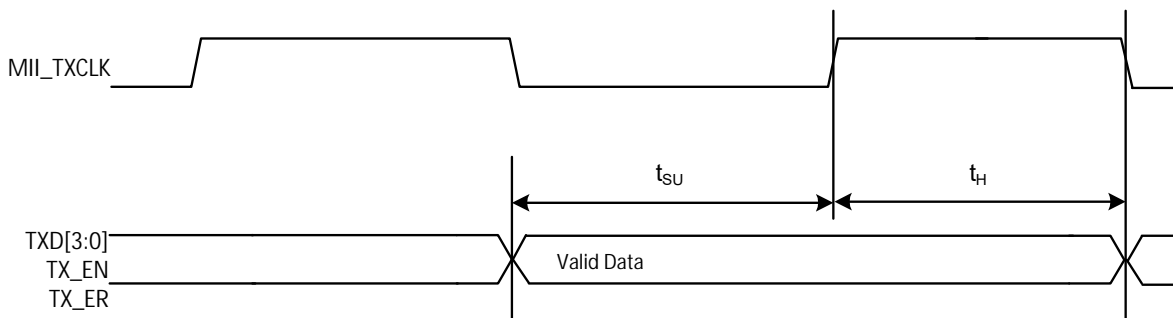 MII_TXCLK
tSU
tH
TXD[3:0]
TX_EN
TX_ER
Valid Data